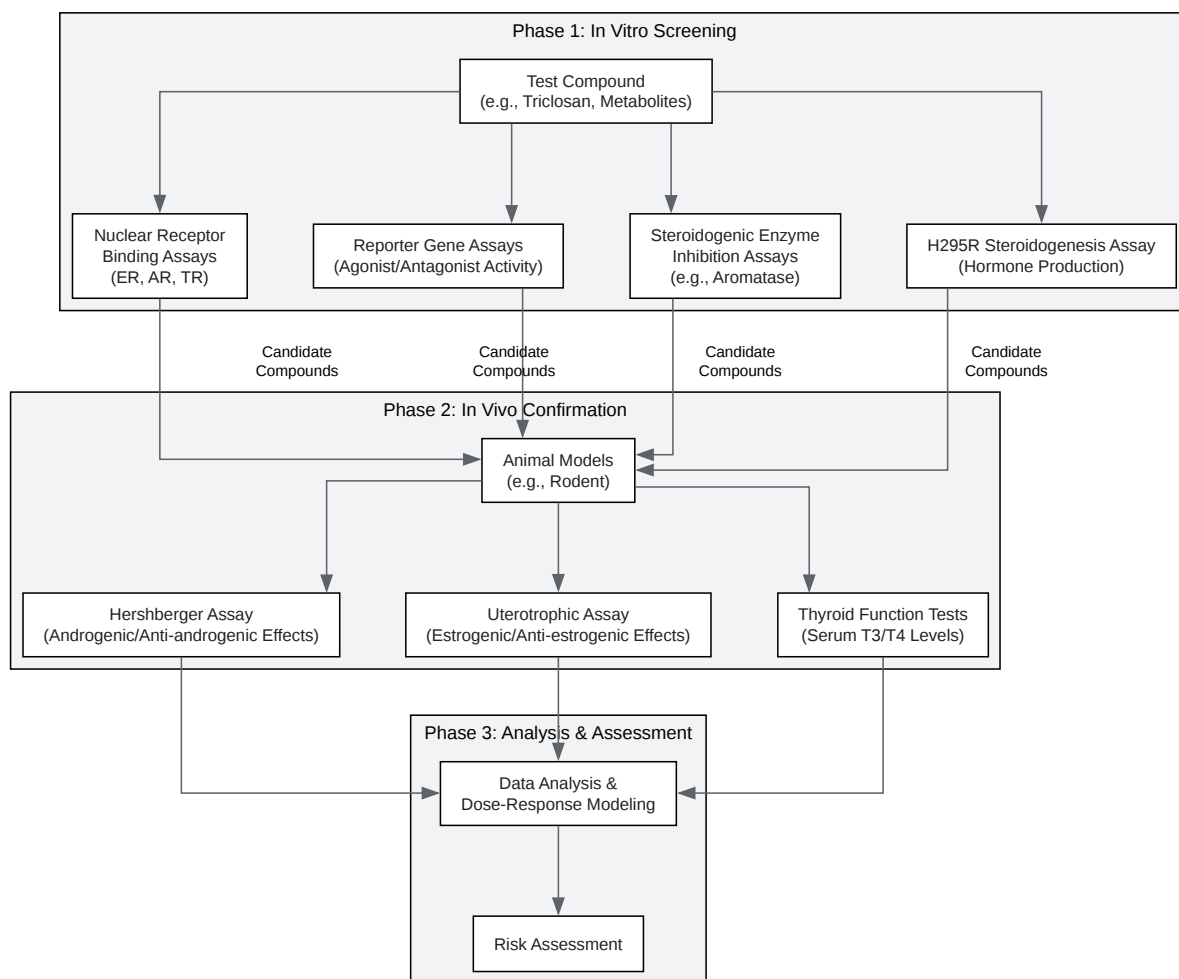 Phase 1: In Vitro Screening
Test Compound
(e.g., Triclosan, Metabolites)
Nuclear Receptor
Binding Assays
(ER, AR, TR)
Reporter Gene Assays
(Agonist/Antagonist Activity)
Steroidogenic Enzyme
Inhibition Assays
(e.g., Aromatase)
H295R Steroidogenesis Assay
(Hormone Production)
Candidate
Compounds
Candidate
Compounds
Candidate
Compounds
Candidate
Compounds
Phase 2: In Vivo Confirmation
Animal Models
(e.g., Rodent)
Hershberger Assay
(Androgenic/Anti-androgenic Effects)
Uterotrophic Assay
(Estrogenic/Anti-estrogenic Effects)
Thyroid Function Tests
(Serum T3/T4 Levels)
Phase 3: Analysis & Assessment
Data Analysis &
Dose-Response Modeling
Risk Assessment